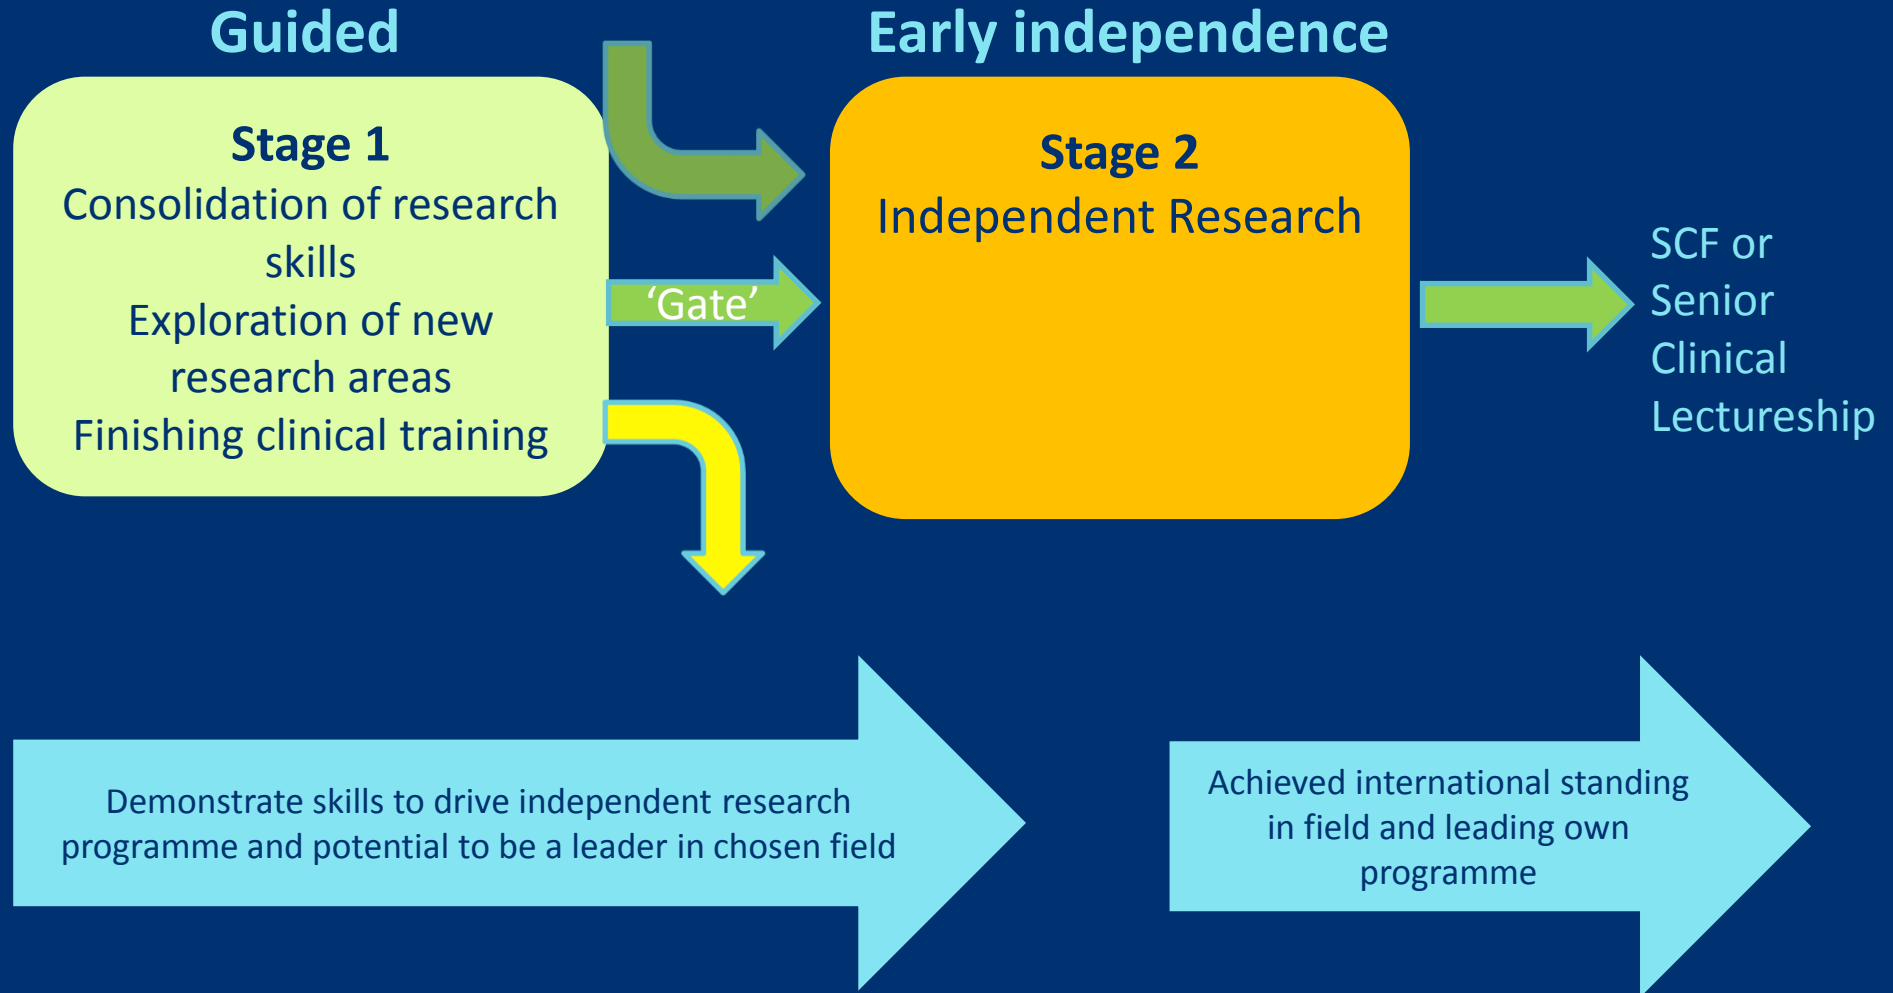 Guided
Early independence
Stage 1
Consolidation of research
skills
Exploration of new
research areas
Finishing clinical training
‘Gate’
Stage 2
Independent Research
SCF or
Senior
Clinical
Lectureship
Demonstrate skills to drive independent research
programme and potential to be a leader in chosen field
Achieved international standing
in field and leading own
programme